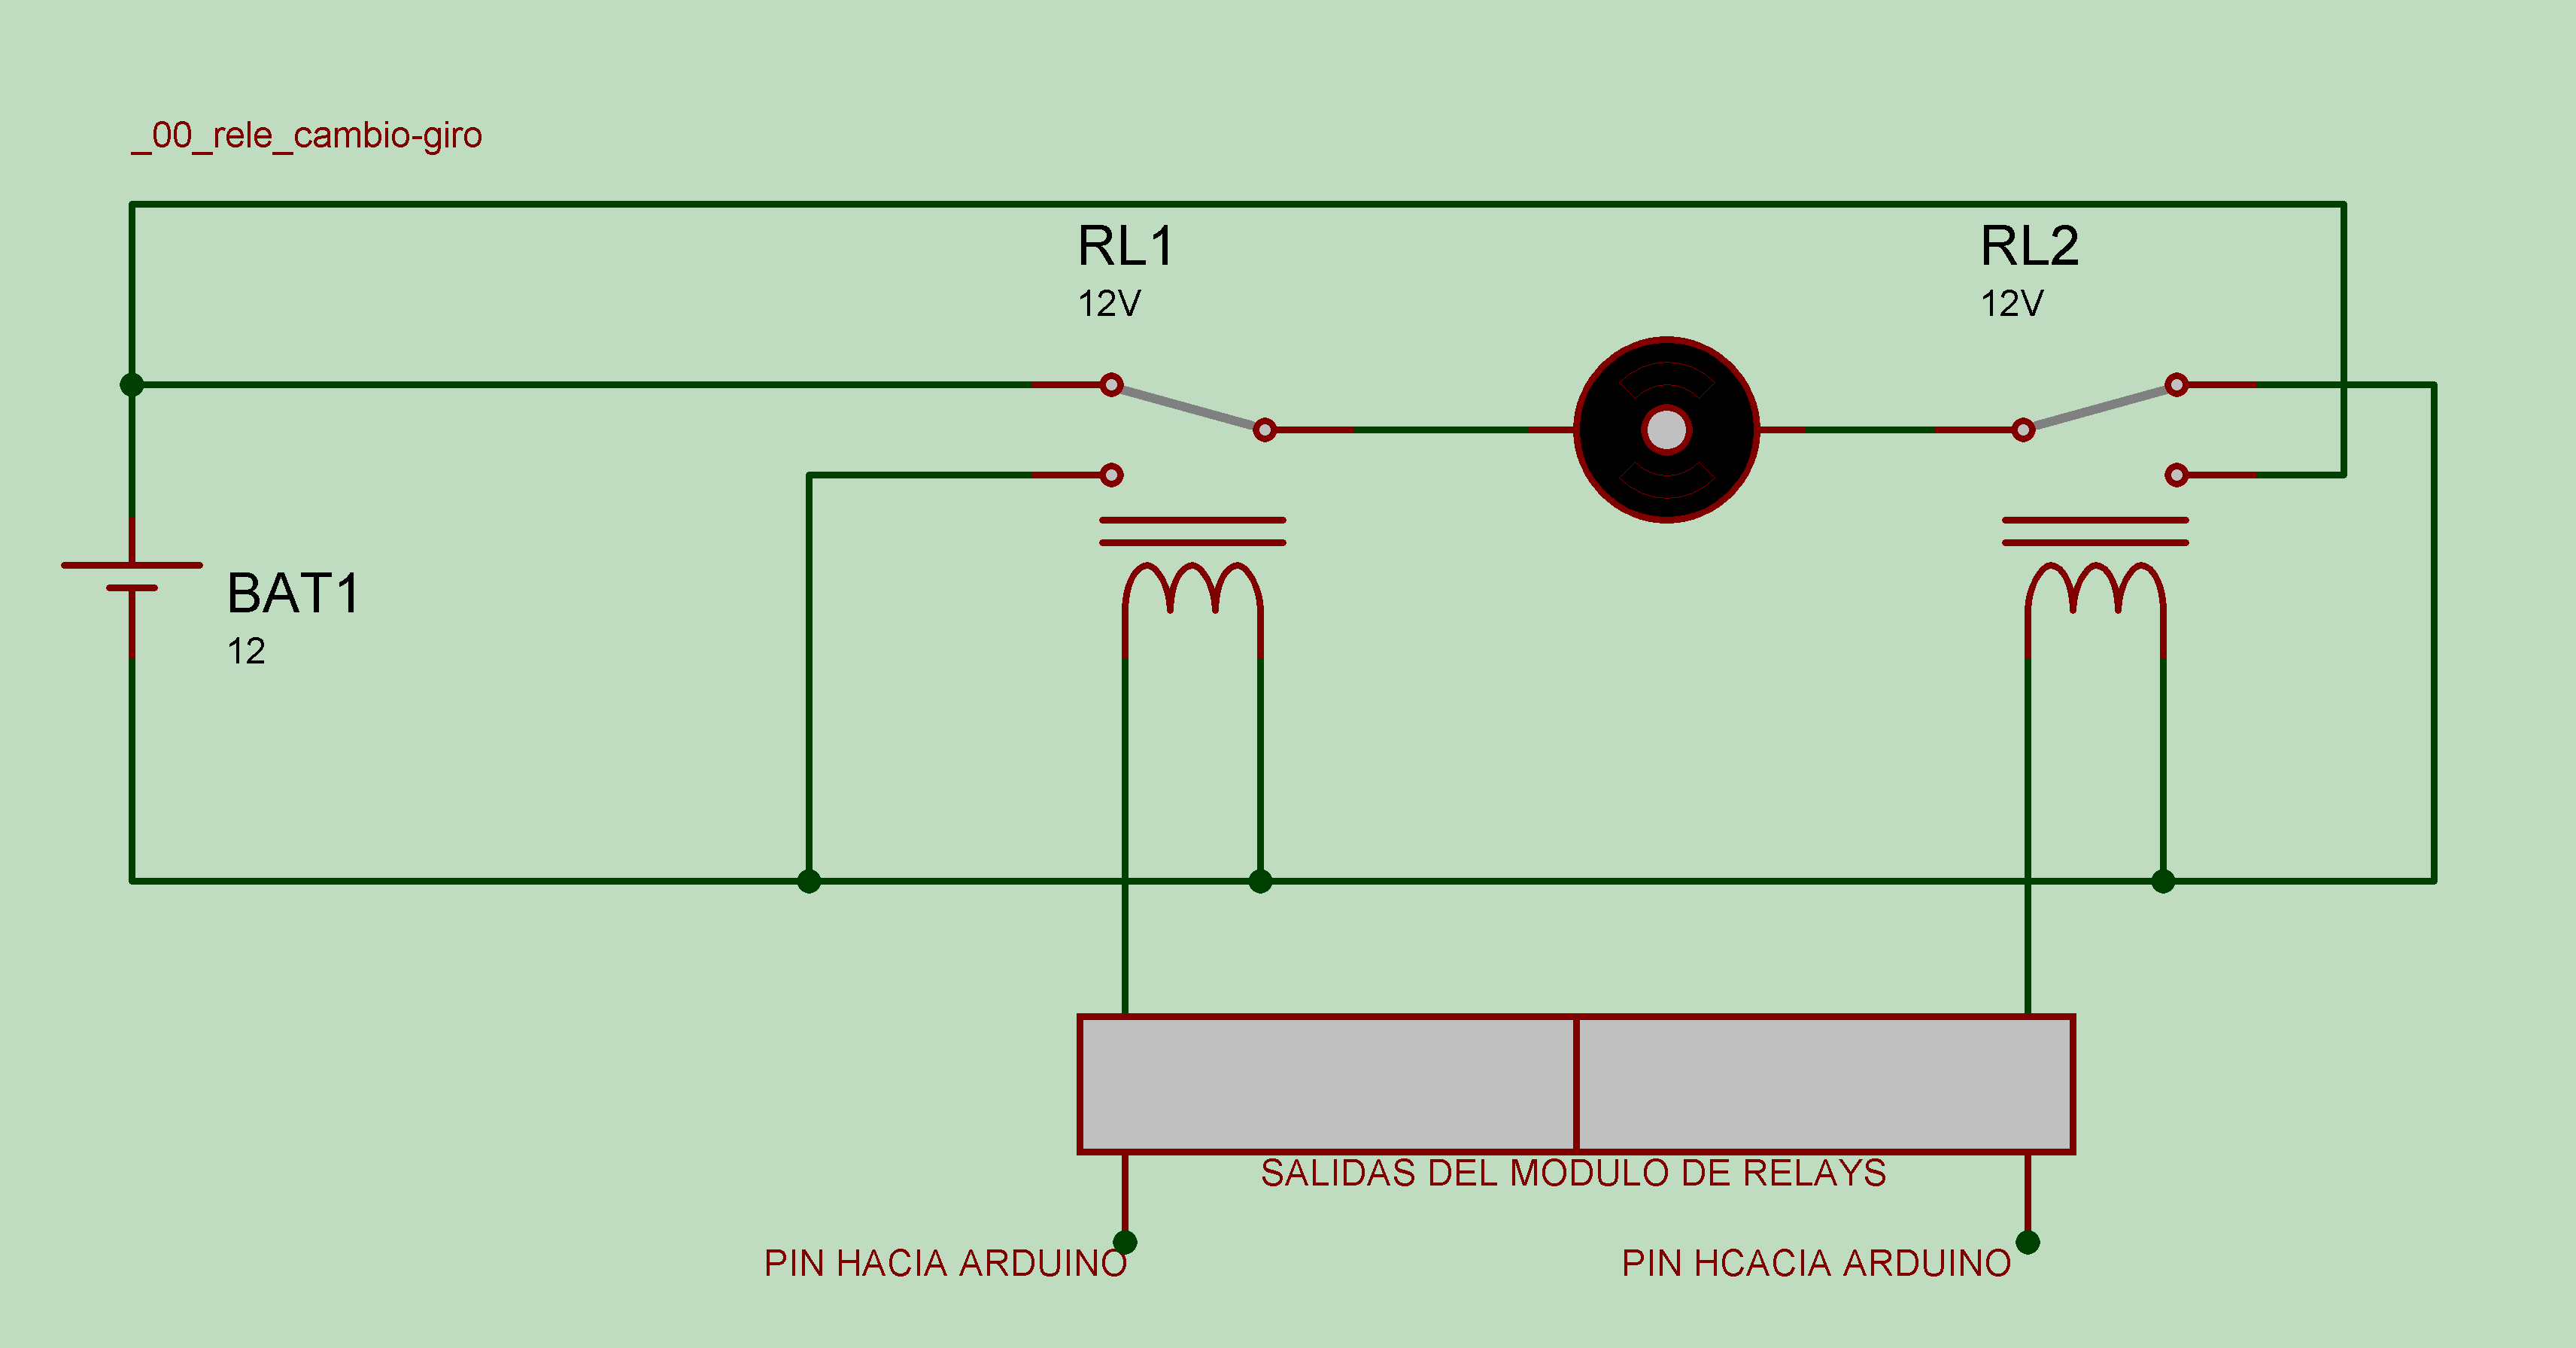 _00_rele_cambio-giro
RL1
12V
RL2
12V
BAT1
12
SALIDAS DEL MODULO DE RELAYS
PIN HACIA ARDUINO
PIN HCACIA ARDUINO